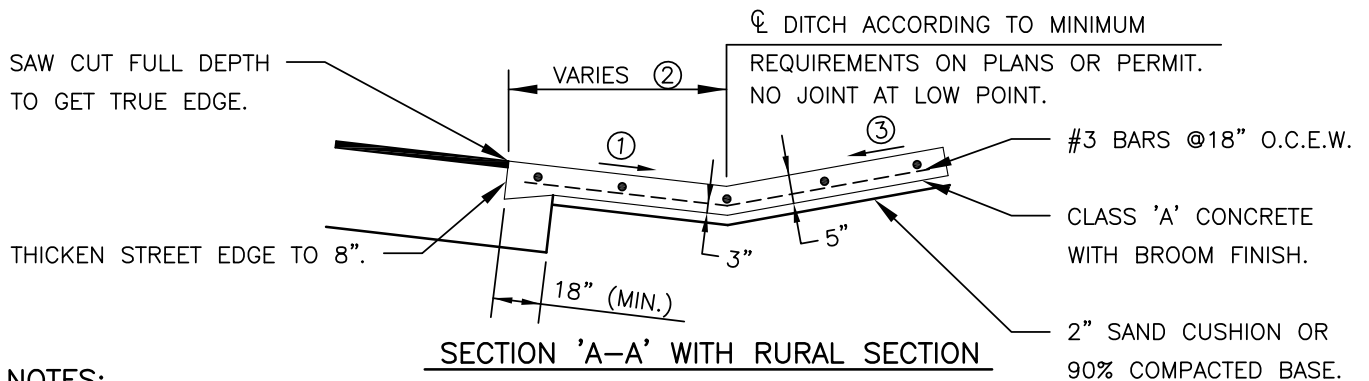 ℄ DITCH ACCORDING TO MINIMUM
REQUIREMENTS ON PLANS OR PERMIT.
NO JOINT AT LOW POINT.
SAW CUT FULL DEPTH
TO GET TRUE EDGE.
VARIES ②
①
③
#3 BARS @18" O.C.E.W.
CLASS 'A' CONCRETE
WITH BROOM FINISH.
THICKEN STREET EDGE TO 8".
5"
3"
18" (MIN.)
2" SAND CUSHION OR
90% COMPACTED BASE.
SECTION 'A-A' WITH RURAL SECTION
NOTES: